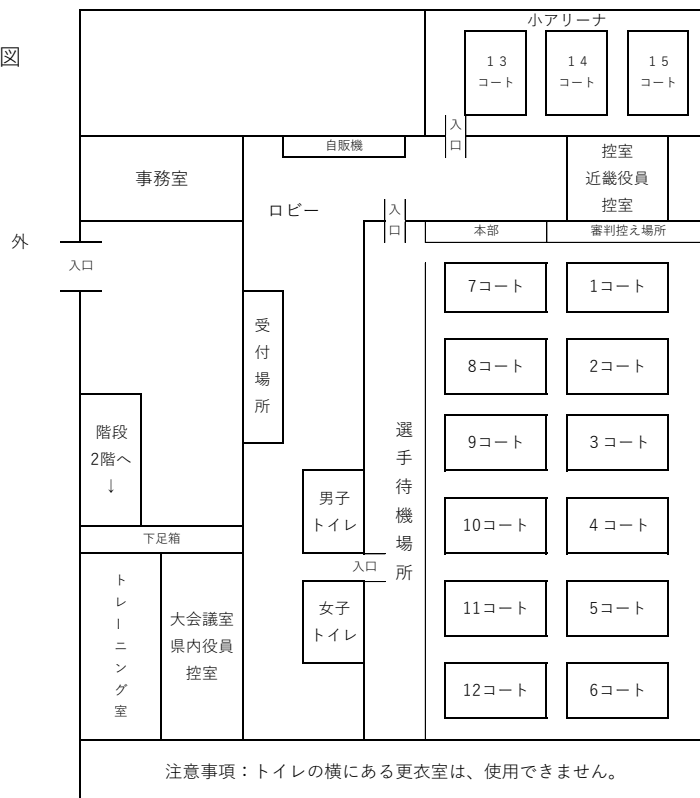 図
小アリーナ
１３
コート
１４
コート
１５
コート
入
口
自販機
事務室
控室
近畿役員
控室
ロビー
入
口
本部
審判控え場所
外
入口
7コート
1コート
受
付
場
所
8コート
2コート
階段
2階へ
↓
選
手
待
機
場
所
9コート
3 コート
男子
トイレ
10コート
4 コート
下足箱
入口
ト
レ
ー
ニ
ン
グ
室
大会議室
県内役員
控室
女子
トイレ
11コート
5コート
12コート
6コート
注意事項：トイレの横にある更衣室は、使用できません。